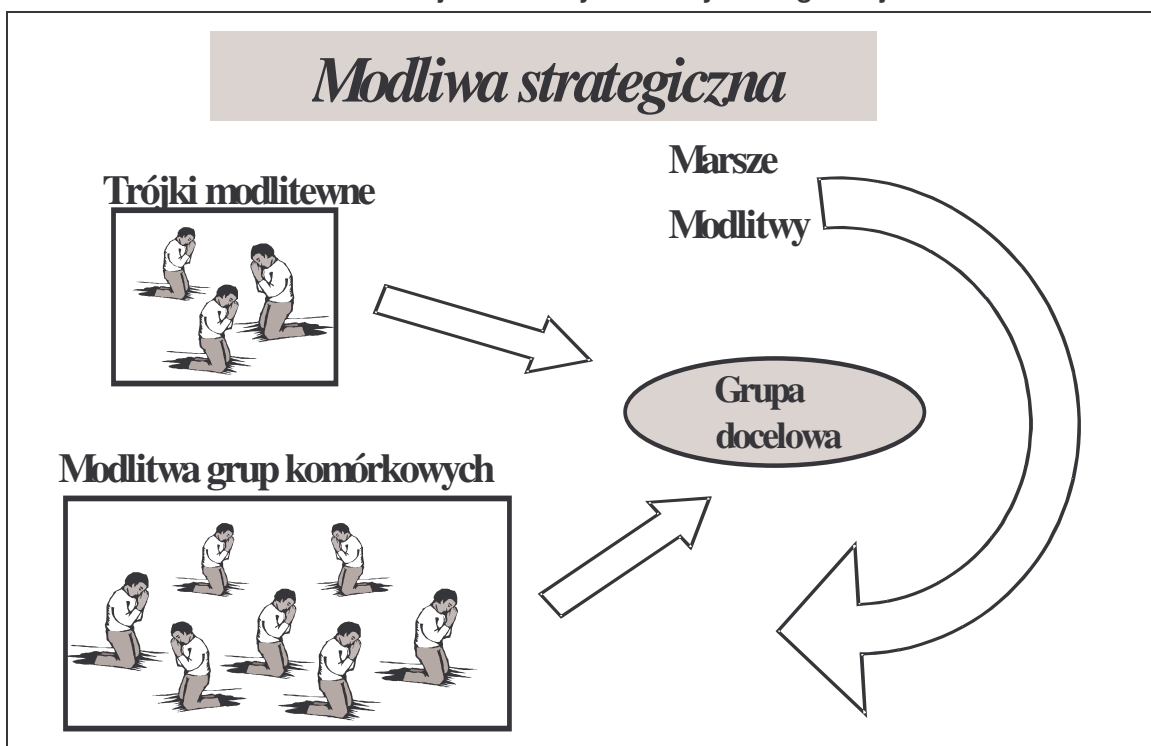 Modliwa strategiczna
Marsze
Modlitwy
Trójki modlitewne
Grupa
docelowa
Modlitwa grup komórkowych